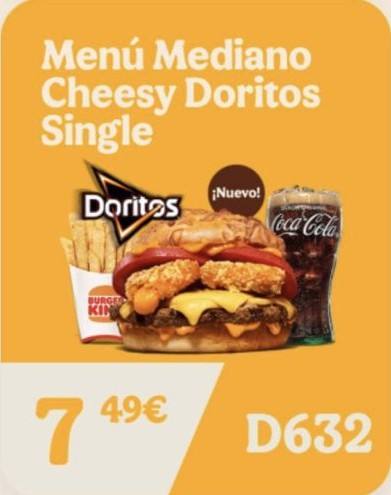 Menú Mediano
Cheesy Doritos
Single
Doritos
¡Nuevo!
Coca-Cola
BURGER
KING
7 49€
D632